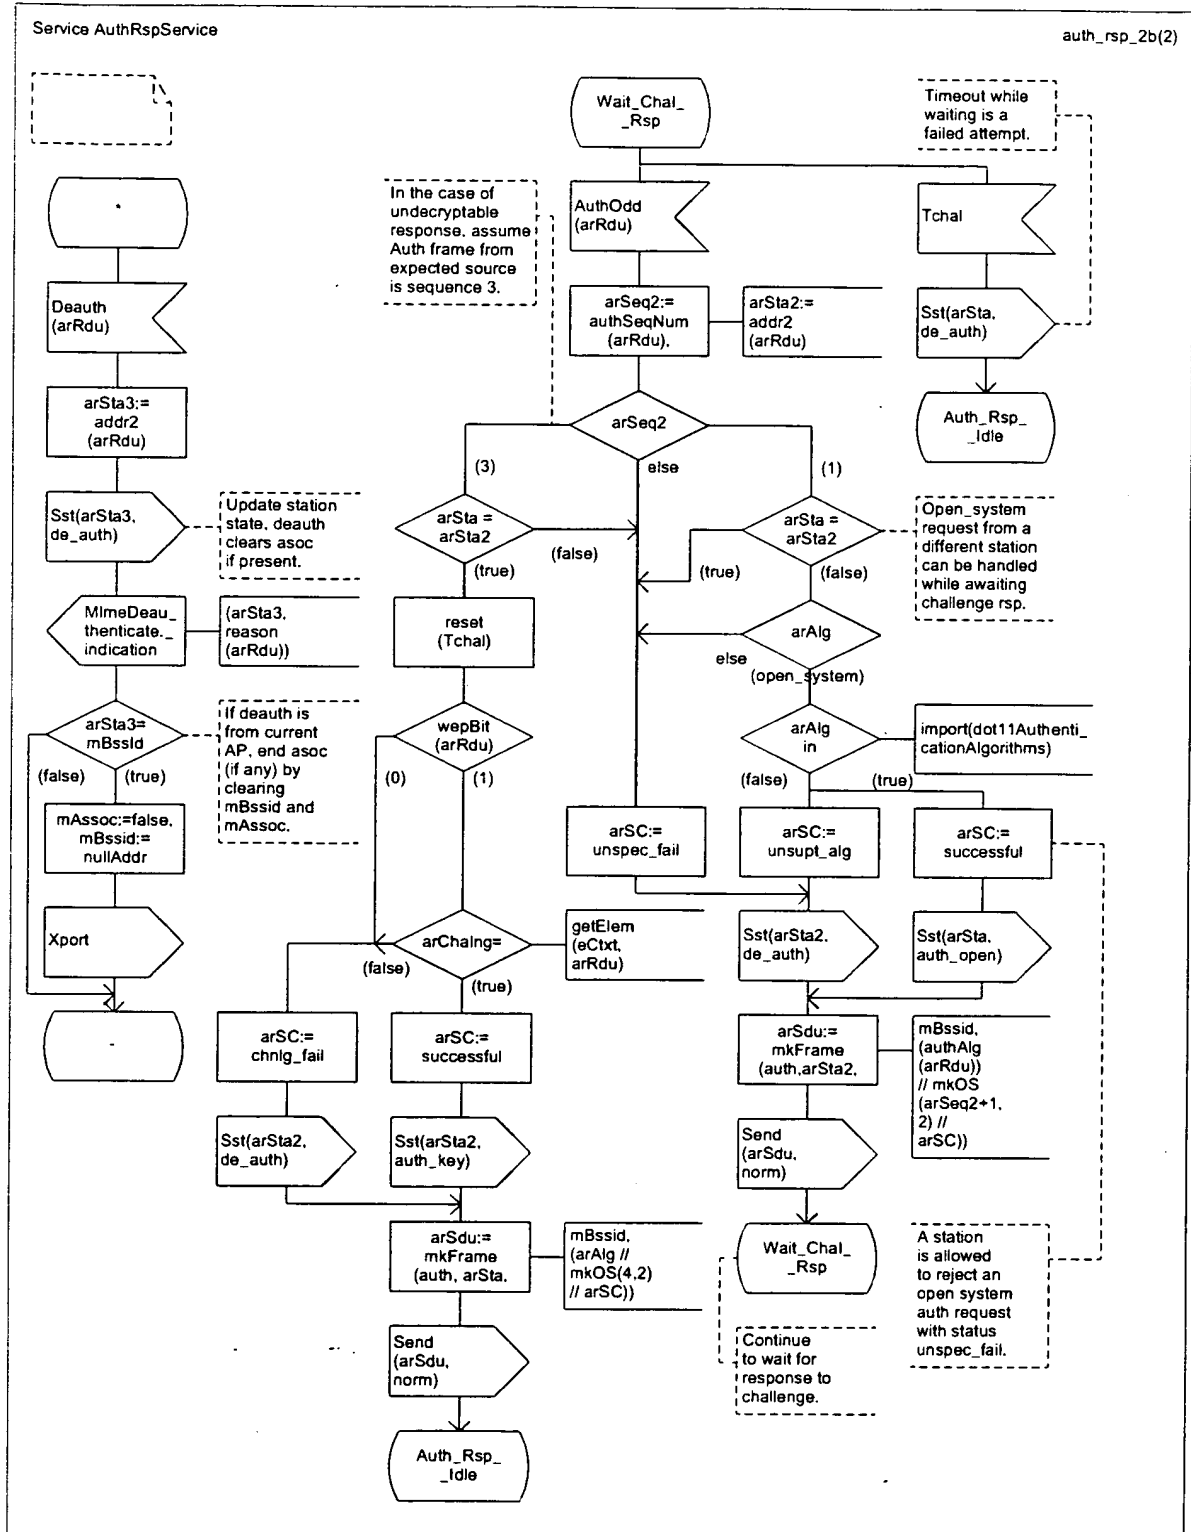 Service AuthRspService
auth_rsp_2b(2)
*
Deauth
(arRdu)
arSta3:=
addr2
(arRdu)
Sst(arSta3,
de_auth)
Update station
state, deauth
clears asoc
if present.
MlmeDeau_
thenticate._
indication
(arSta3,
reason
(arRdu))
arSta3=
mBssId
(false)
(true)
If deauth is
from current
AP, end asoc
(if any) by
clearing
mBssid and
mAssoc.
mAssoc:=false,
mBssid:=
nullAddr
Xport
-
Wait_Chal_
_Rsp
In the case of
undecryptable
response, assume
Auth frame from
expected source
is sequence 3.
AuthOdd
(arRdu)
arSeq2:=
authSeqNum
(arRdu),
arSta2:=
addr2
(arRdu)
arSeq2
(3)
else
(1)
Timeout while
waiting is a
failed attempt.
Tchal
Sst(arSta,
de_auth)
Auth_Rsp_
_Idle
arSta =
arSta2
(false)
(true)
reset
(Tchal)
wepBit
(arRdu)
(0)
(1)
arSta =
arSta2
(true)
(false)
Open_system
request from a
different station
can be handled
while awaiting
challenge rsp.
arAlg
else
(open_system)
arAlg
in
import(dot11Authenti_
cationAlgorithms)
(false)
(true)
arSC:=
unspec_fail
arSC:=
unsupt_alg
arSC:=
successful
arChalng=
getElem
(eCtxt,
arRdu)
(false)
(true)
Sst(arSta2,
de_auth)
Sst(arSta,
auth_open)
arSC:=
chnlg_fail
arSC:=
successful
arSdu:=
mkFrame
(auth,arSta2,
mBssid,
(authAlg
(arRdu))
// mkOS
(arSeq2+1,
2) //
arSC))
Sst(arSta2,
de_auth)
Sst(arSta2,
auth_key)
Send
(arSdu,
norm)
arSdu:=
mkFrame
(auth, arSta,
mBssid,
(arAlg //
mkOS(4,2)
// arSC))
Wait_Chal_
_Rsp
A station
is allowed
to reject an
open system
auth request
with status
unspec_fail.
Send
(arSdu,
norm)
Continue
to wait for
response to
challenge.
Auth_Rsp_
_Idle